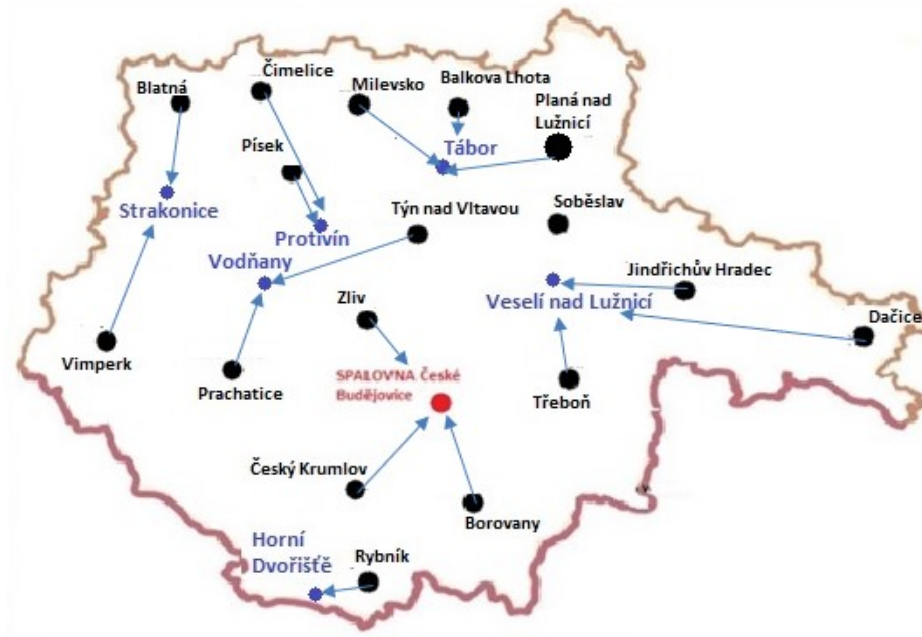 Čimelice
Blatná
Milevsko
Balkova Lhota
Planá nad
Lužnicí
Písek
Tábor
Strakonice
Soběslav
Protivín
Týn nad Vltavou
Vodňany
Jindřichův Hradec
Zliv
Veselí nad Lužnicí
Dačice
Vimperk
Prachatice
SPALOVNA České
Budějovice
Třeboň
Český Krumlov
Borovany
Horní
Dvořiště
Rybník